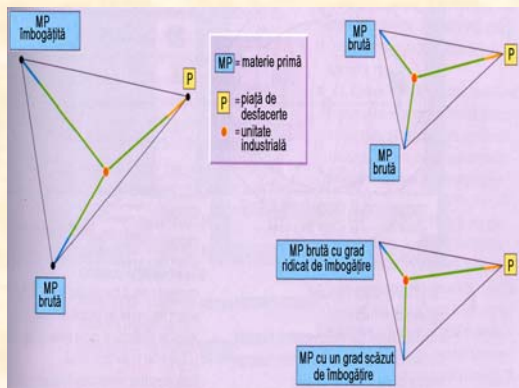 MP
îmbogățită
P
MP
brută
MP = materie primă
P = piață de
desfacerte
= unitate
industrială
MP
brută
P
MP
brută
MP brută cu grad
ridicat de îmbogățire
P
MP cu un grad scăzut
de îmbogățire